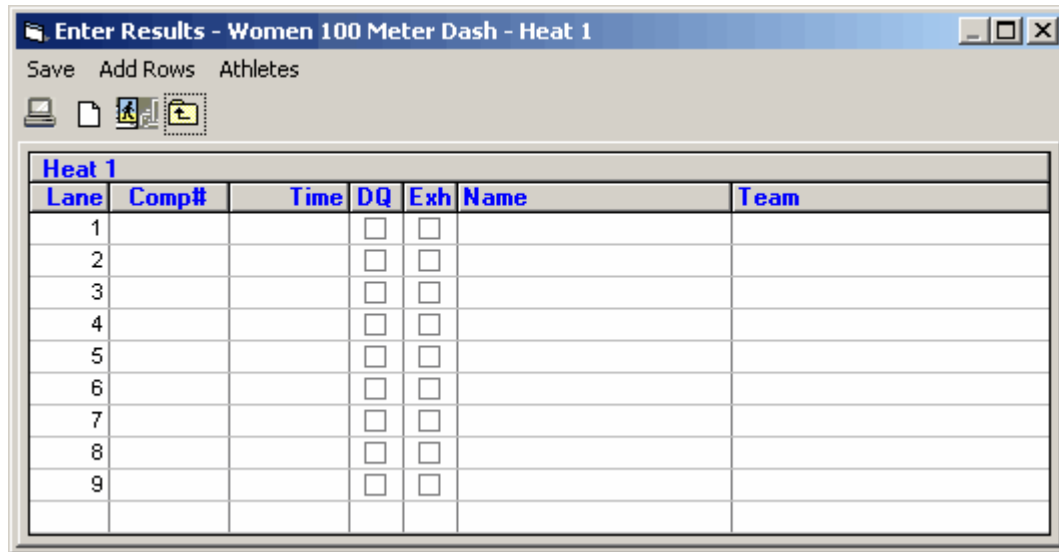 Enter Results - Women 100 Meter Dash - Heat 1
Save Add Rows Athletes
Heat 1
Lane Comp# Time DQ Exh Name Team
1
2
3
4
5
6
7
8
9